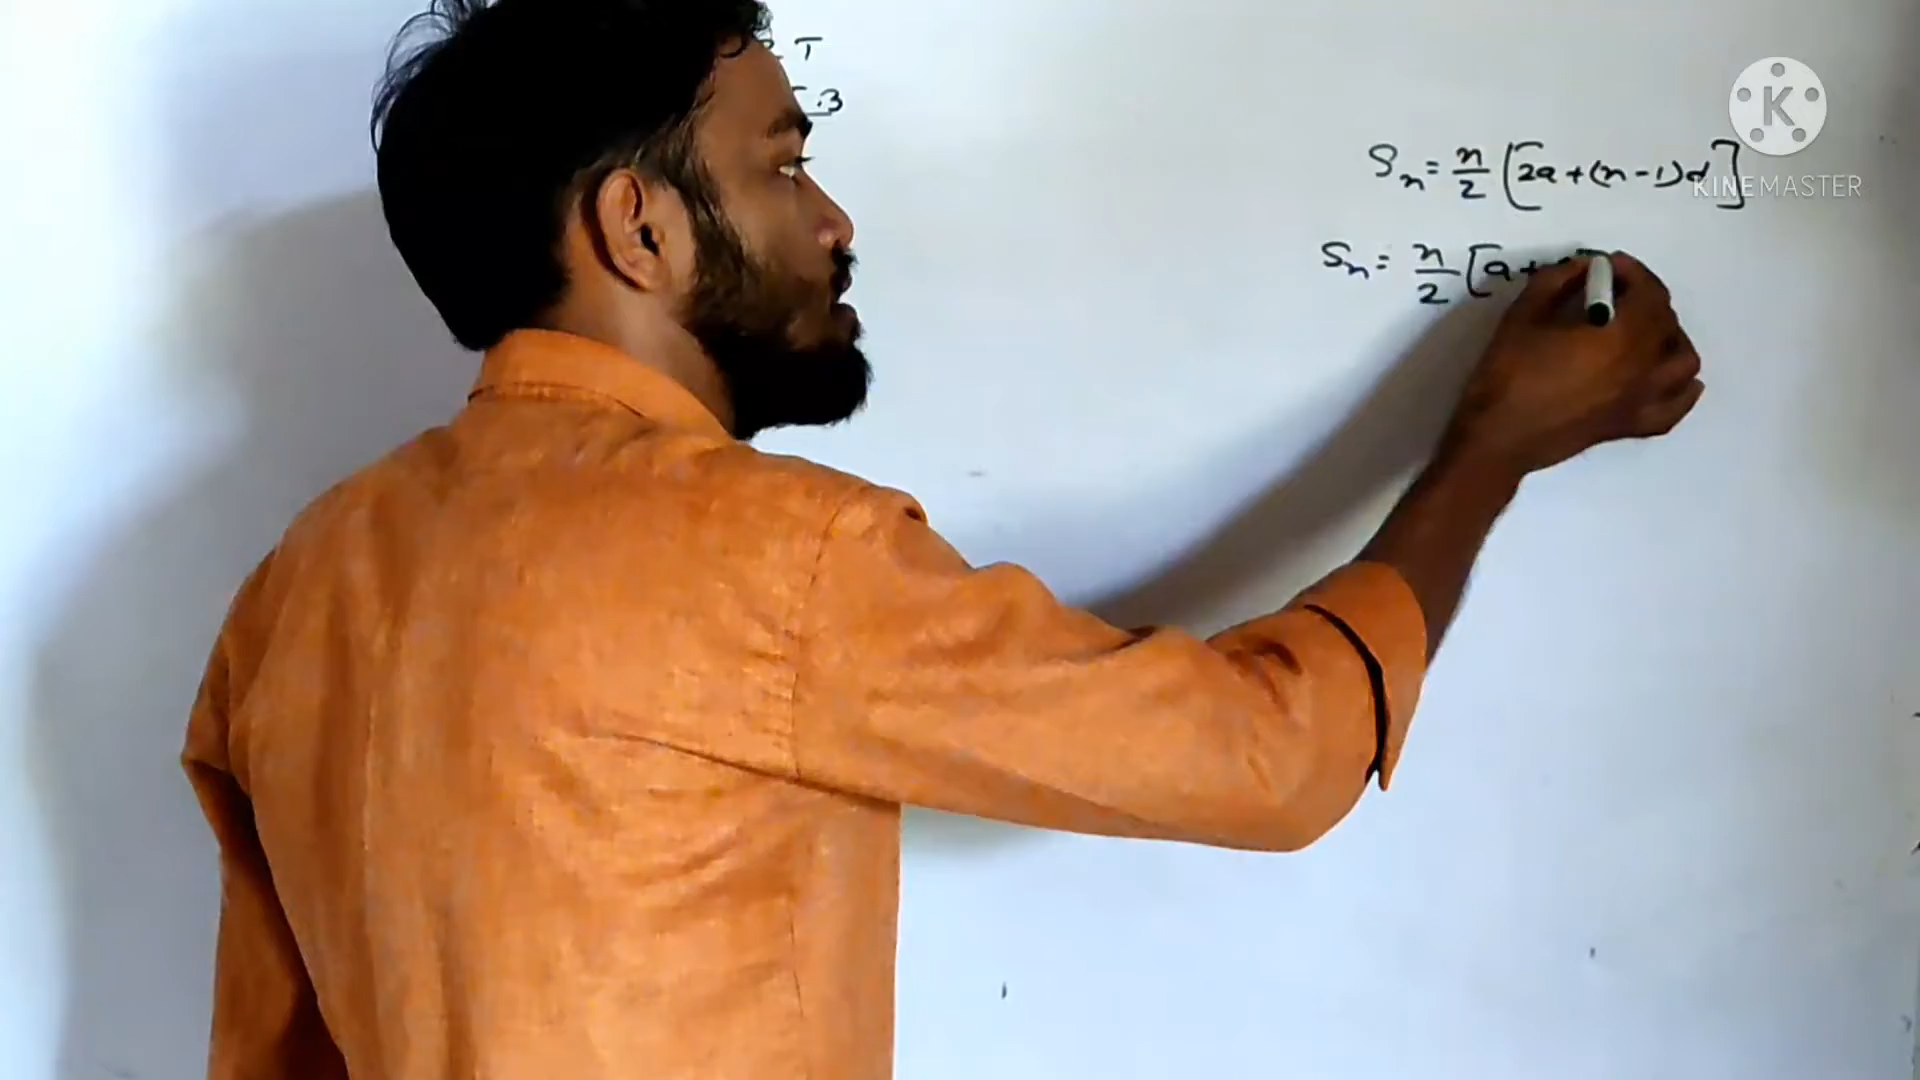 T
.3
Sn = n/2 [2a+(n-1)d]
Sn = n/2 [a+
K
KINEMASTER